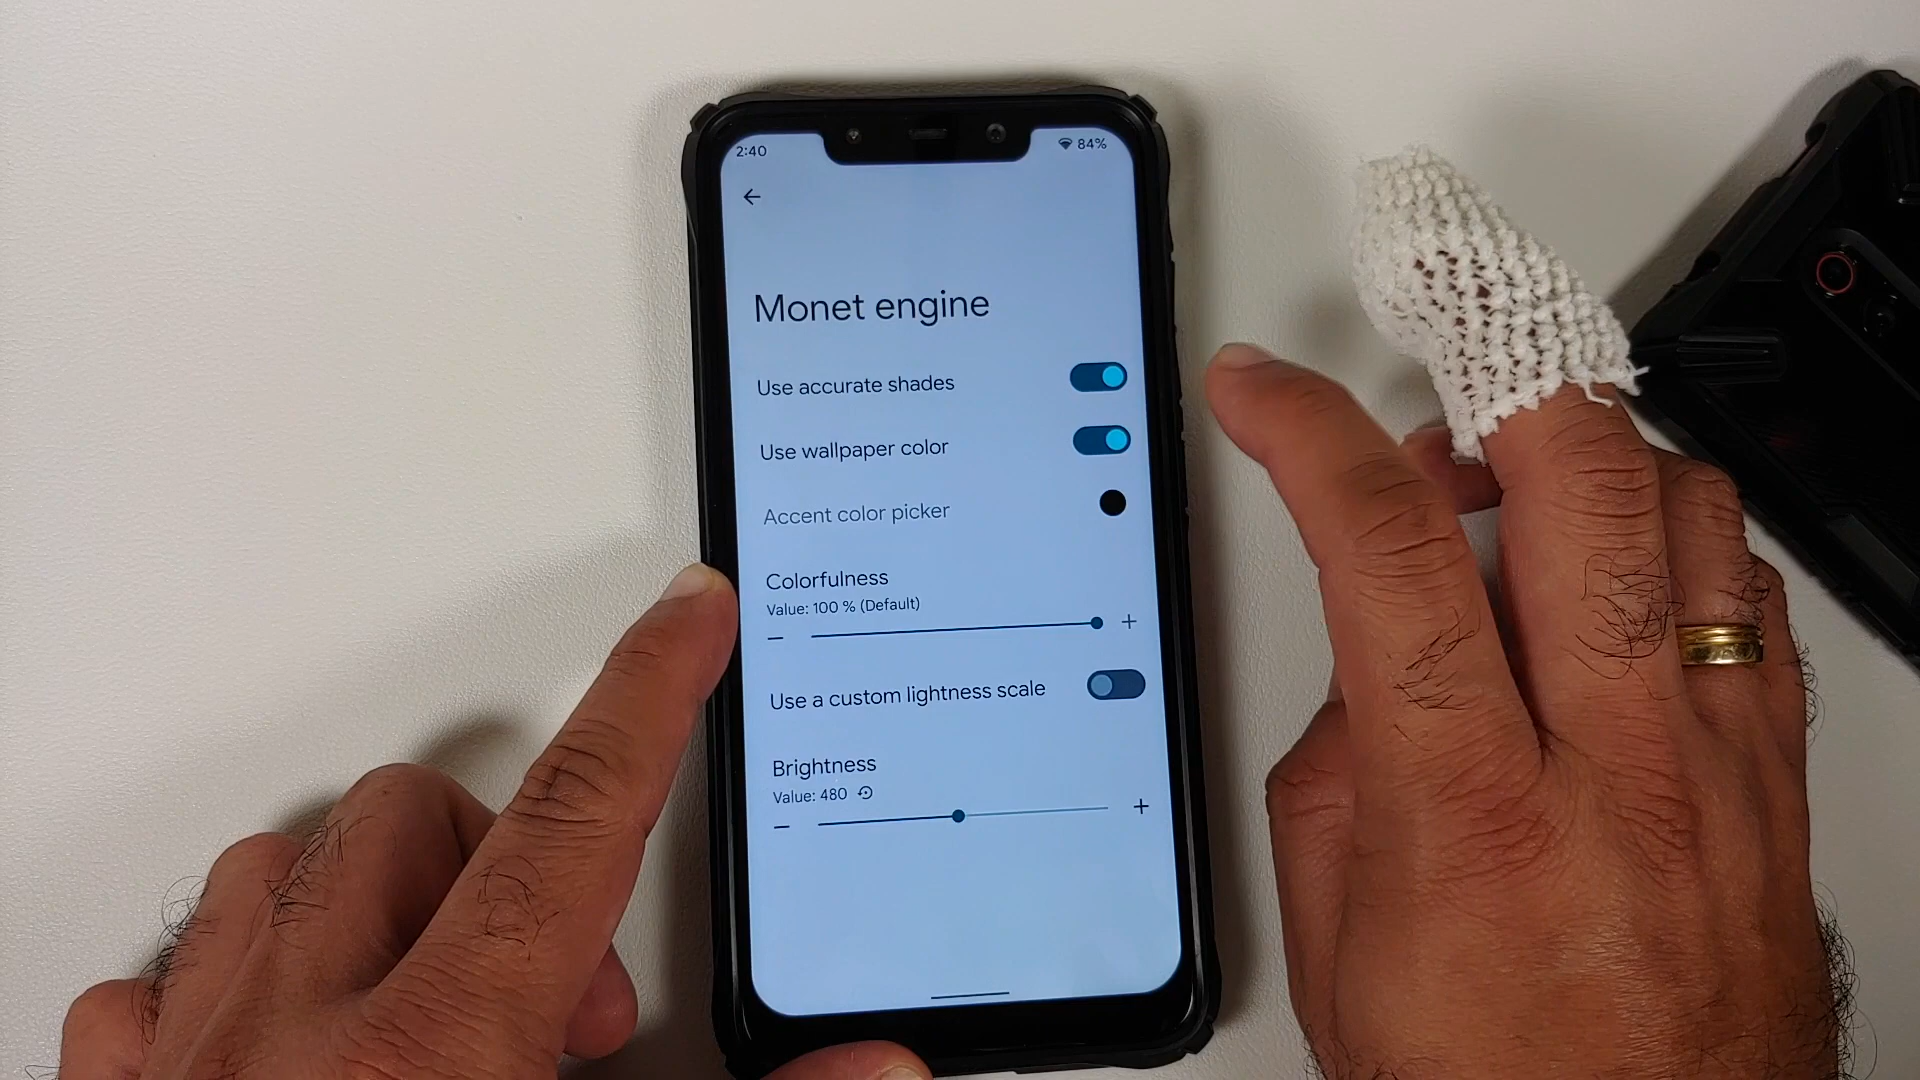 2:40
84%
Monet engine
Use accurate shades
Use wallpaper color
Accent color picker
Colorfulness
Value: 100 % (Default)
Use a custom lightness scale
Brightness
Value: 480